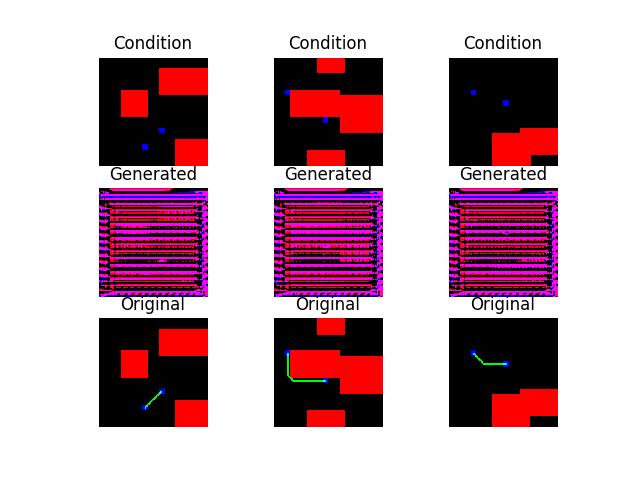 Condition Condition Condition
Generated Generated Generated
Original Original Original